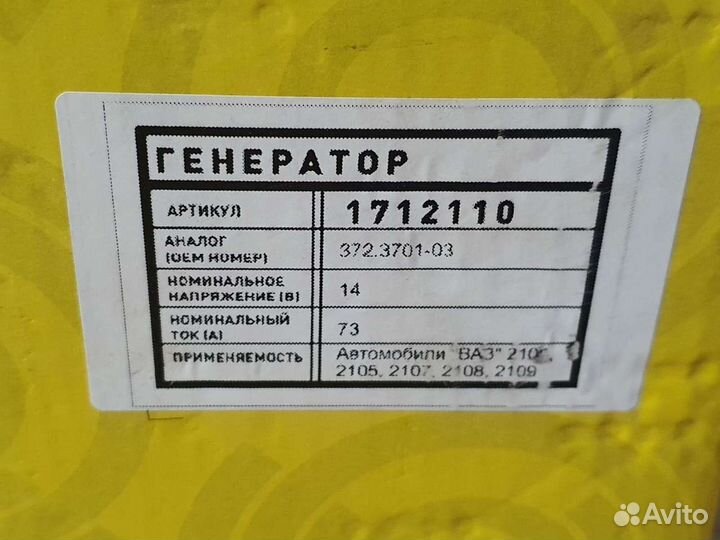 ГЕНЕРАТОР
АРТИКУЛ 1712110
АНАЛОГ
(OEM НОМЕР) 372.3701-03
НОМИНАЛЬНОЕ
НАПРЯЖЕНИЕ (В) 14
НОМИНАЛЬНЫЙ
ТОК (А) 73
ПРИМЕНЯЕМОСТЬ Автомобили "ВАЗ"
2105, 2107, 2108, 2109
Avito